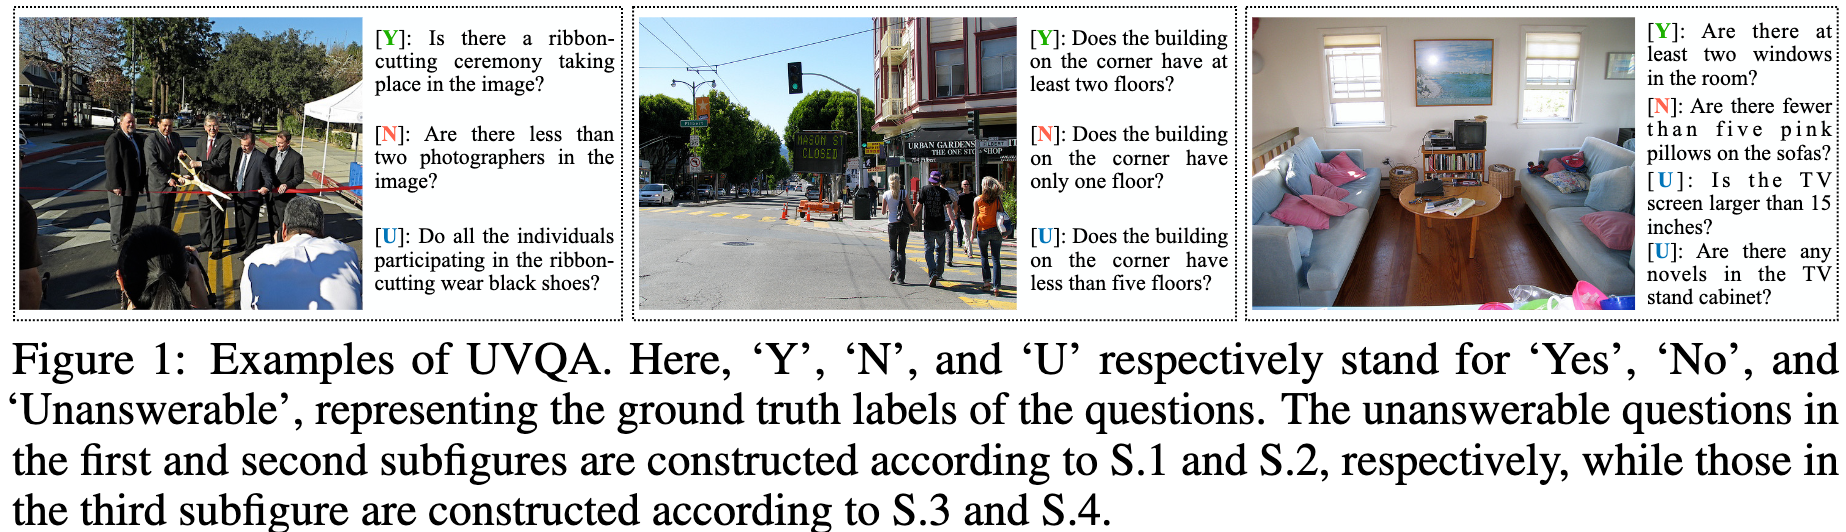 [Y]: Is there a ribbon-
cutting ceremony taking
place in the image?
[N]: Are there less than
two photographers in the
image?
[U]: Do all the individuals
participating in the ribbon-
cutting wear black shoes?
MASON ST
CLOSED
URBAN GARDENS
THE ONE STOP SHOP
[Y]: Does the building
on the corner have at
least two floors?
[N]: Does the building
on the corner have
only one floor?
[U]: Does the building
on the corner have
less than five floors?
[Y]: Are there at
least two windows
in the room?
[N]: Are there fewer
than five pink
pillows on the sofas?
[U]: Is the TV
screen larger than 15
inches?
[U]: Are there any
novels in the TV
stand cabinet?
Figure 1: Examples of UVQA. Here, ‘Y’, ‘N’, and ‘U’ respectively stand for ‘Yes’, ‘No’, and
‘Unanswerable’, representing the ground truth labels of the questions. The unanswerable questions in
the first and second subfigures are constructed according to S.1 and S.2, respectively, while those in
the third subfigure are constructed according to S.3 and S.4.